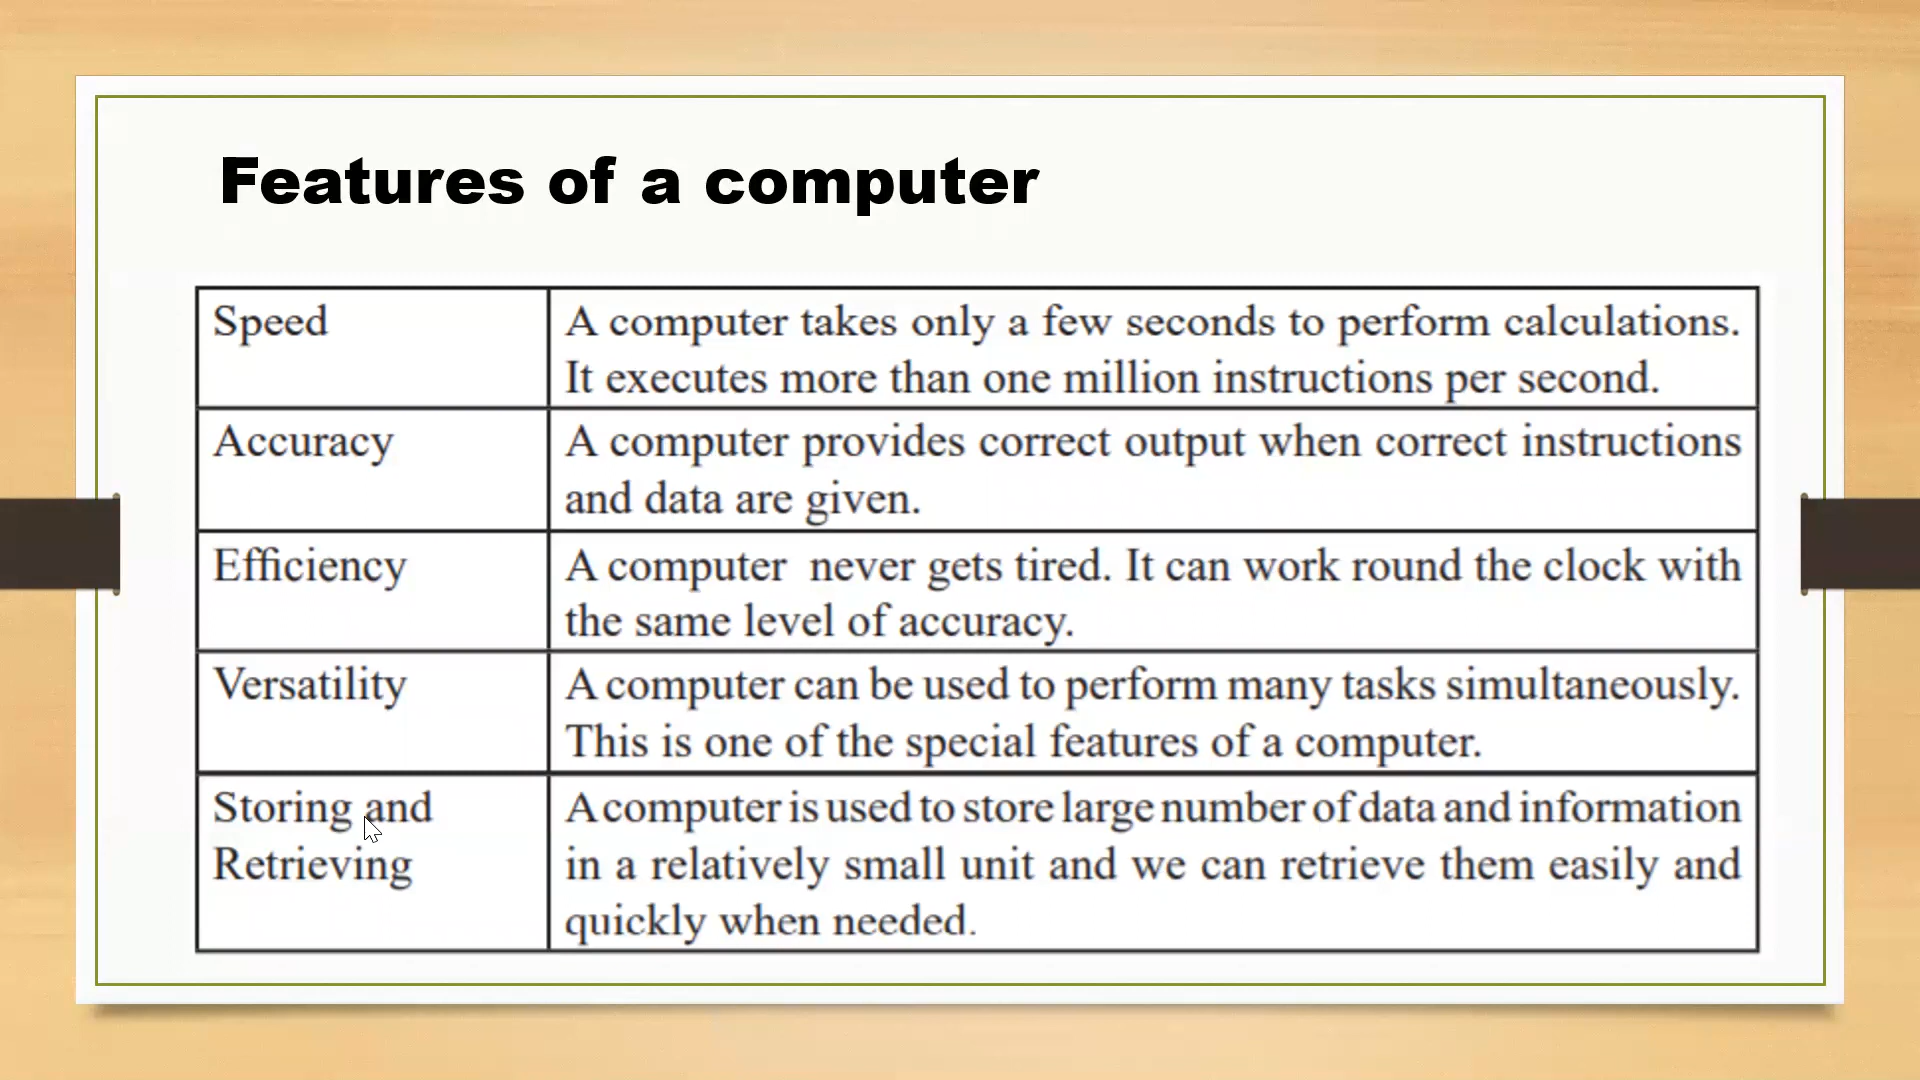 Features of a computer
Speed
A computer takes only a few seconds to perform calculations.
It executes more than one million instructions per second.
Accuracy
A computer provides correct output when correct instructions
and data are given.
Efficiency
A computer never gets tired. It can work round the clock with
the same level of accuracy.
Versatility
A computer can be used to perform many tasks simultaneously.
This is one of the special features of a computer.
Storing and
Retrieving
A computer is used to store large number of data and information
in a relatively small unit and we can retrieve them easily and
quickly when needed.